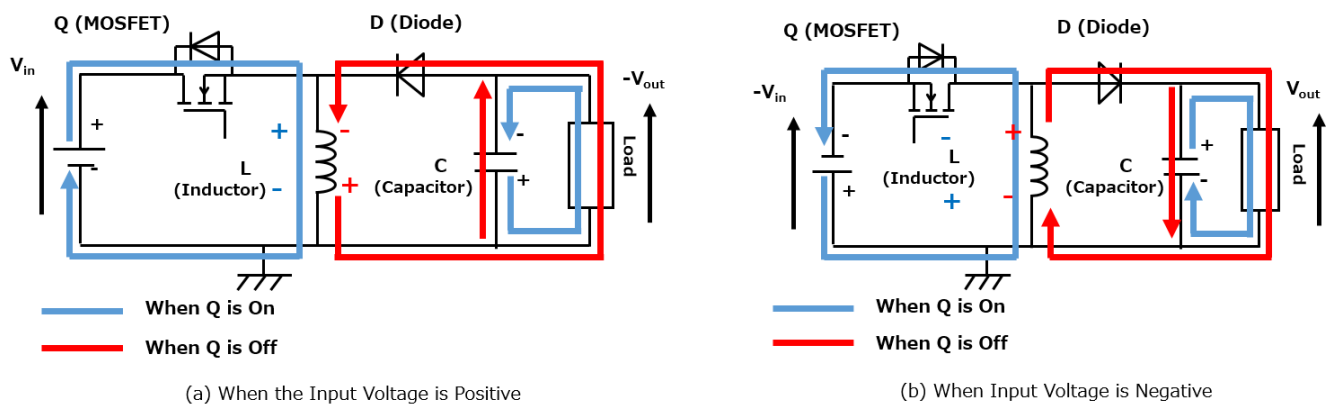 Q (MOSFET)
D (Diode)
Vin
-Vout
+
-
+
-
-
+
-
+
L
(Inductor)
C
(Capacitor)
Load
When Q is On
When Q is Off
(a) When the Input Voltage is Positive
Q (MOSFET)
D (Diode)
-Vin
Vout
-
+
-
+
+
-
+
-
L
(Inductor)
C
(Capacitor)
Load
When Q is On
When Q is Off
(b) When Input Voltage is Negative